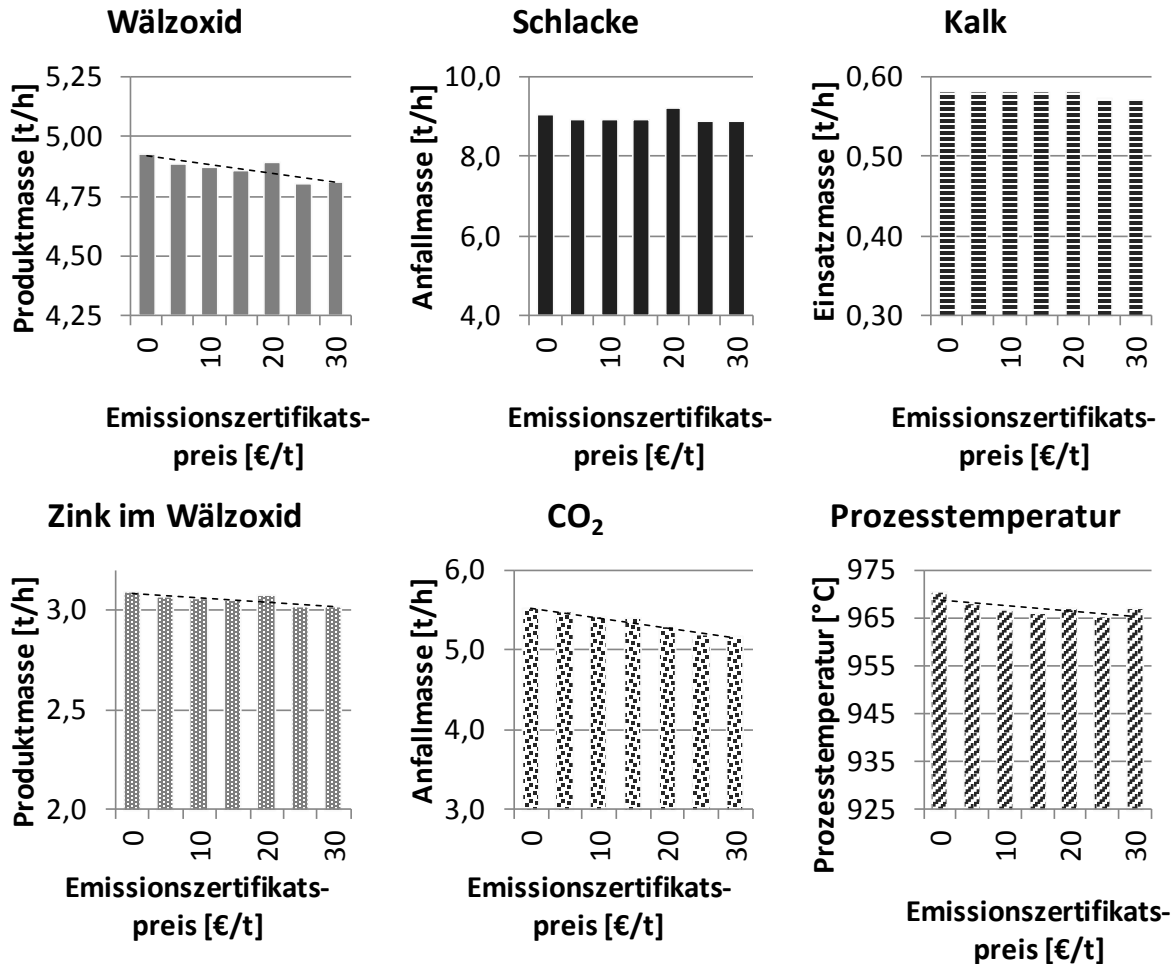 Wälzoxid
Produktmasse [t/h]
5,25
5,00
4,75
4,50
4,25
0
10
20
30
Emissionszertifikats-
preis [€/t]
Schlacke
Anfallmasse [t/h]
10,0
8,0
6,0
4,0
0
10
20
30
Emissionszertifikats-
preis [€/t]
Kalk
Einsatzmasse [t/h]
0,60
0,50
0,40
0,30
0
10
20
30
Emissionszertifikats-
preis [€/t]
Zink im Wälzoxid
Produktmasse [t/h]
3,0
2,5
2,0
0
10
20
30
Emissionszertifikats-
preis [€/t]
CO₂
Anfallmasse [t/h]
6,0
5,0
4,0
3,0
0
10
20
30
Emissionszertifikats-
preis [€/t]
Prozesstemperatur
Prozesstemperatur [°C]
975
965
955
945
935
925
0
10
20
30
Emissionszertifikats-
preis [€/t]